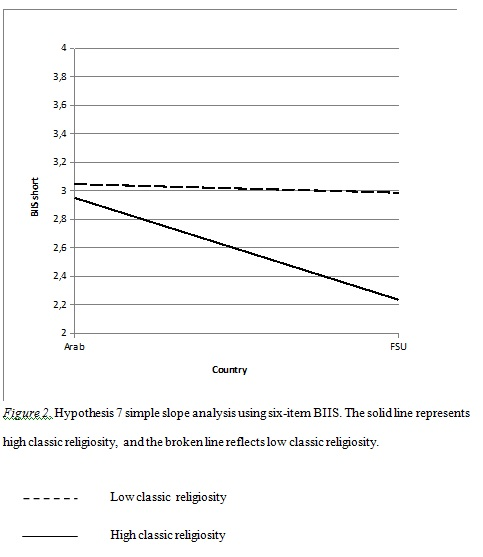 4
3,8
3,6
3,4
3,2
3
2,8
2,6
2,4
2,2
2
BIIS short
Arab FSU
Country
Figure 2. Hypothesis 7 simple slope analysis using six-item BIIS. The solid line represents
high classic religiosity, and the broken line reflects low classic religiosity.
Low classic religiosity
High classic religiosity